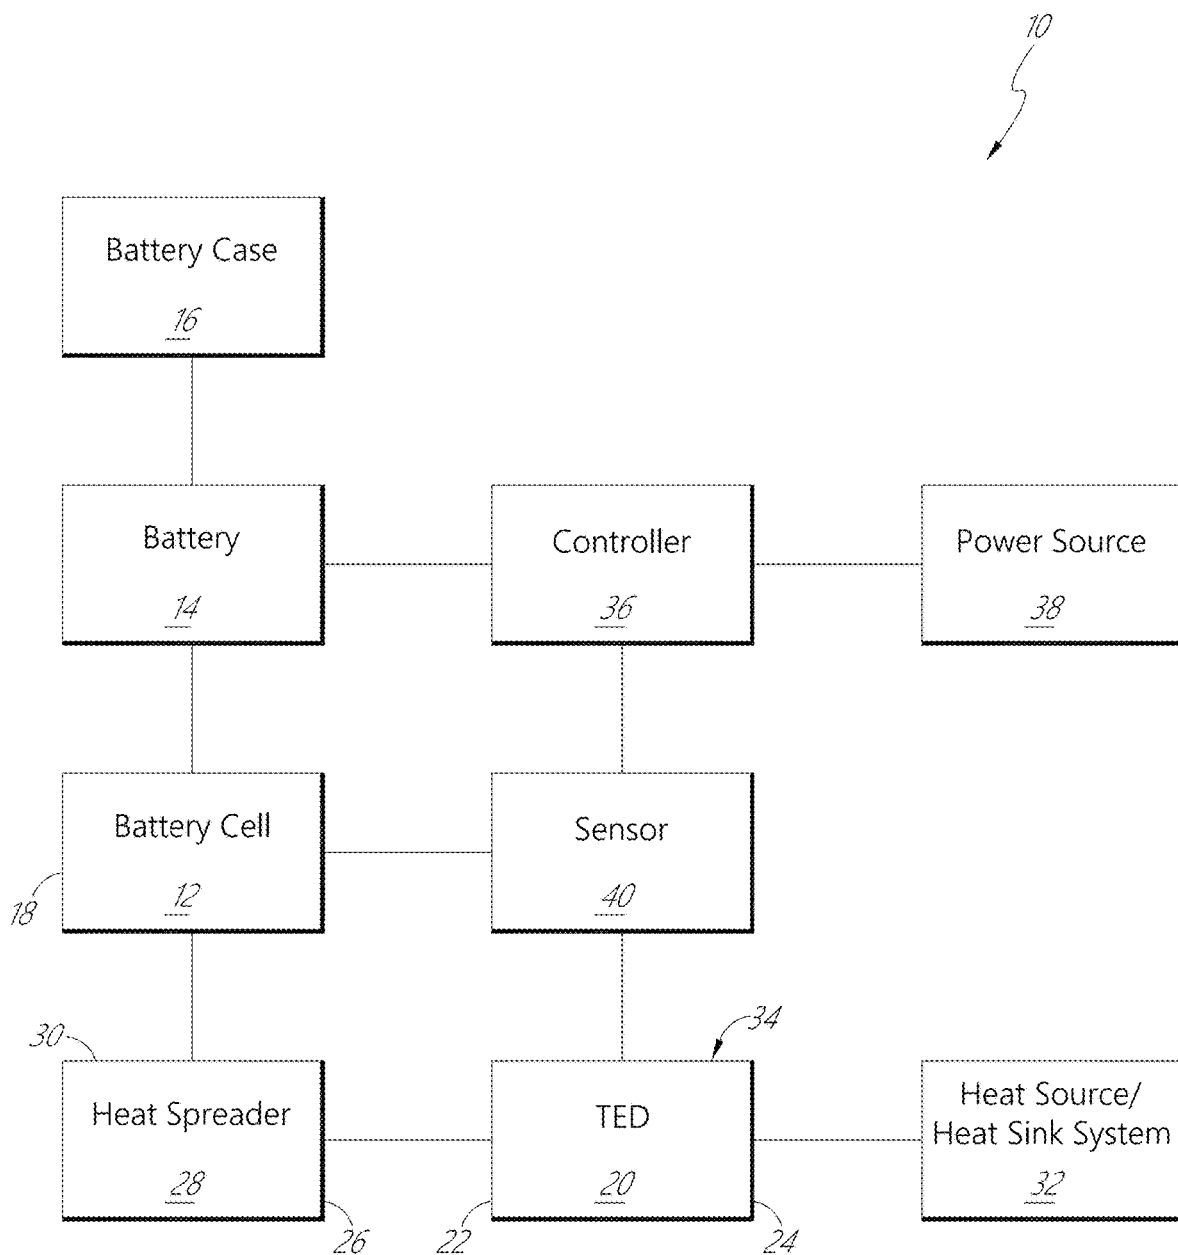 10
Battery Case
16
Battery
14
Controller
36
Power Source
38
Battery Cell
12
18
Sensor
40
30
34
Heat Spreader
28
26
TED
20
22
24
Heat Source/
Heat Sink System
32